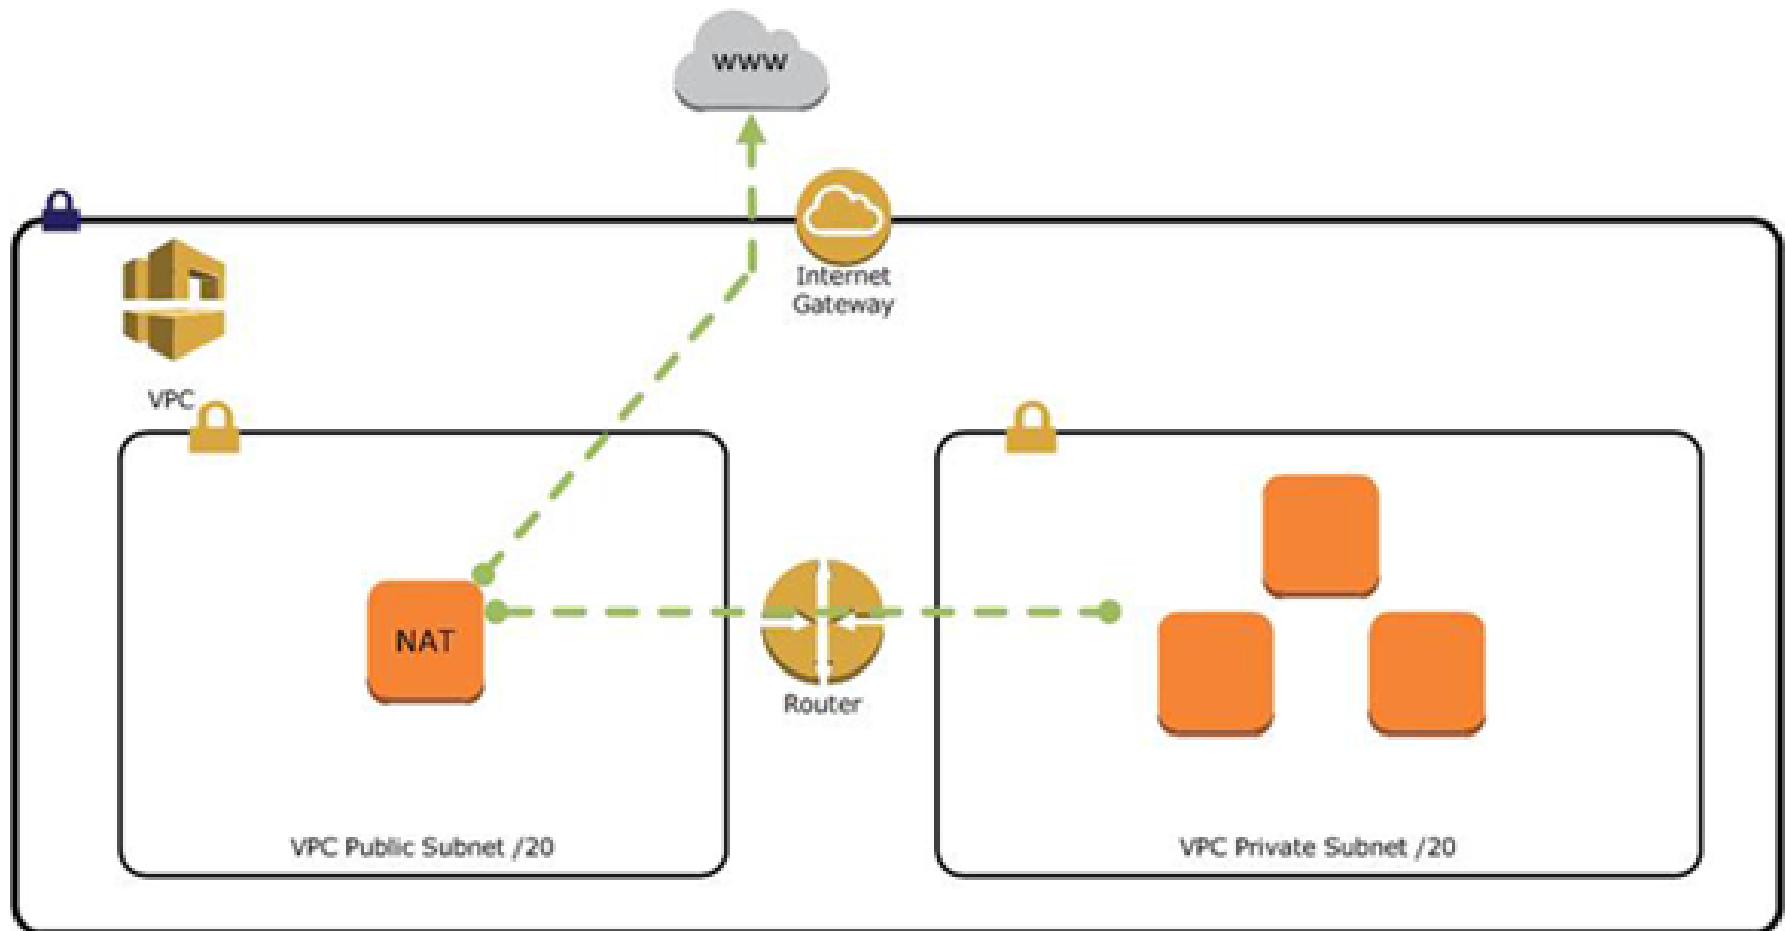 www
Internet
Gateway
VPC
NAT
Router
VPC Public Subnet /20
VPC Private Subnet /20